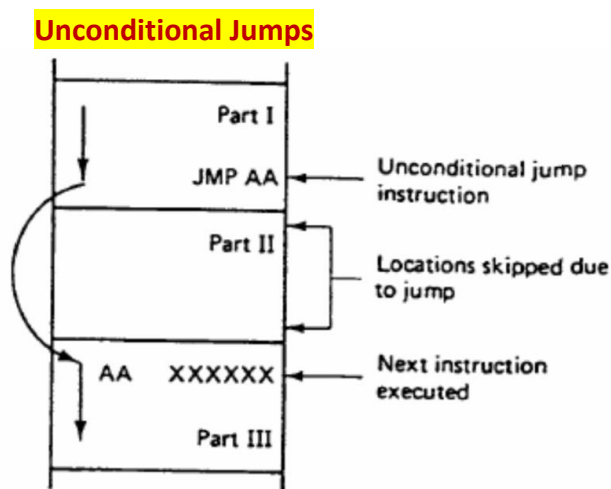 Unconditional Jumps
Part I
JMP AA
Unconditional jump
instruction
Part II
Locations skipped due
to jump
AA XXXXXX
Next instruction
executed
Part III